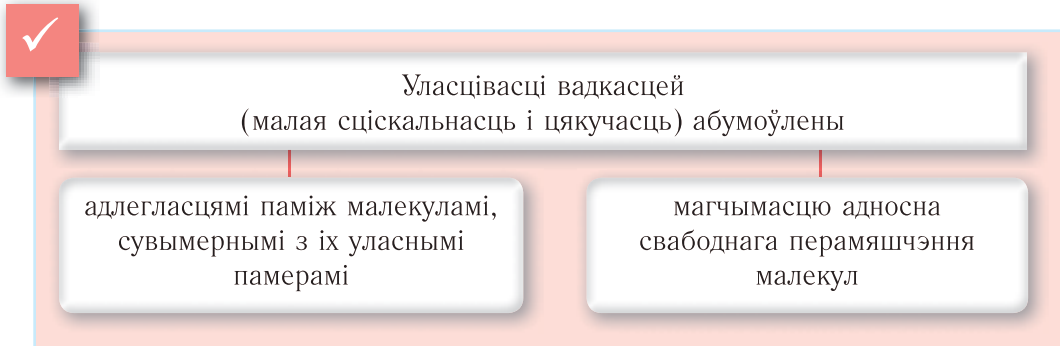 Уласцівасці вадкасцей
(малая сціскальнасць і цякучасць) абумоўлены
адлегласцямі паміж малекуламі,
сувымернымі з іх уласнымі
памерамі
магчымасцю адносна
свабоднага перамяшчэння
малекул